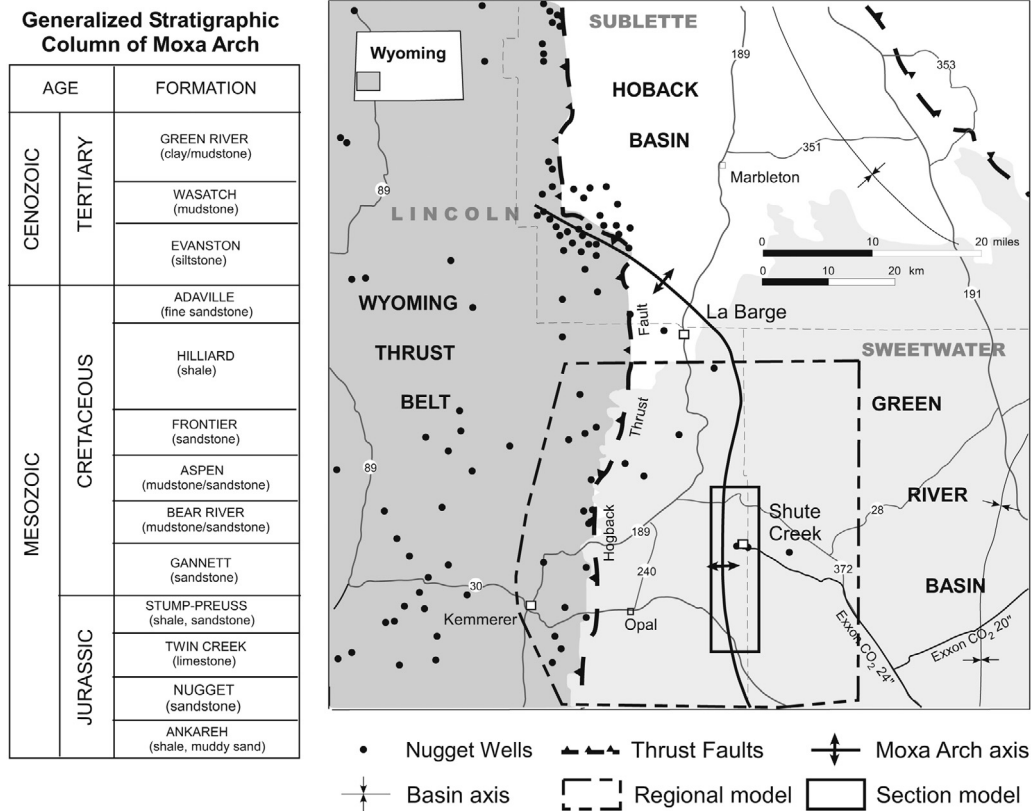 Generalized Stratigraphic
Column of Moxa Arch
AGE
FORMATION
CENOZOIC
TERTIARY
GREEN RIVER
(clay/mudstone)
WASATCH
(mudstone)
EVANSTON
(siltstone)
MESOZOIC
CRETACEOUS
ADAVILLE
(fine sandstone)
HILLIARD
(shale)
FRONTIER
(sandstone)
ASPEN
(mudstone/sandstone)
BEAR RIVER
(mudstone/sandstone)
GANNETT
(sandstone)
JURASSIC
STUMP-PREUSS
(shale, sandstone)
TWIN CREEK
(limestone)
NUGGET
(sandstone)
ANKAREH
(shale, muddy sand)
Wyoming
SUBLETTE
189
353
HOBACK
BASIN
351
Marbleton
89
LINCOLN
0 10 20 miles
0 10 20 km
191
WYOMING
THRUST
BELT
Fault
La Barge
SWEETWATER
GREEN
RIVER
BASIN
Thrust
Hogback
89
Shute
Creek
28
189
240
372
30
Kemmerer
Opal
Exxon CO2 24"
Exxon CO2 20"
Nugget Wells
Thrust Faults
Moxa Arch axis
Basin axis
Regional model
Section model